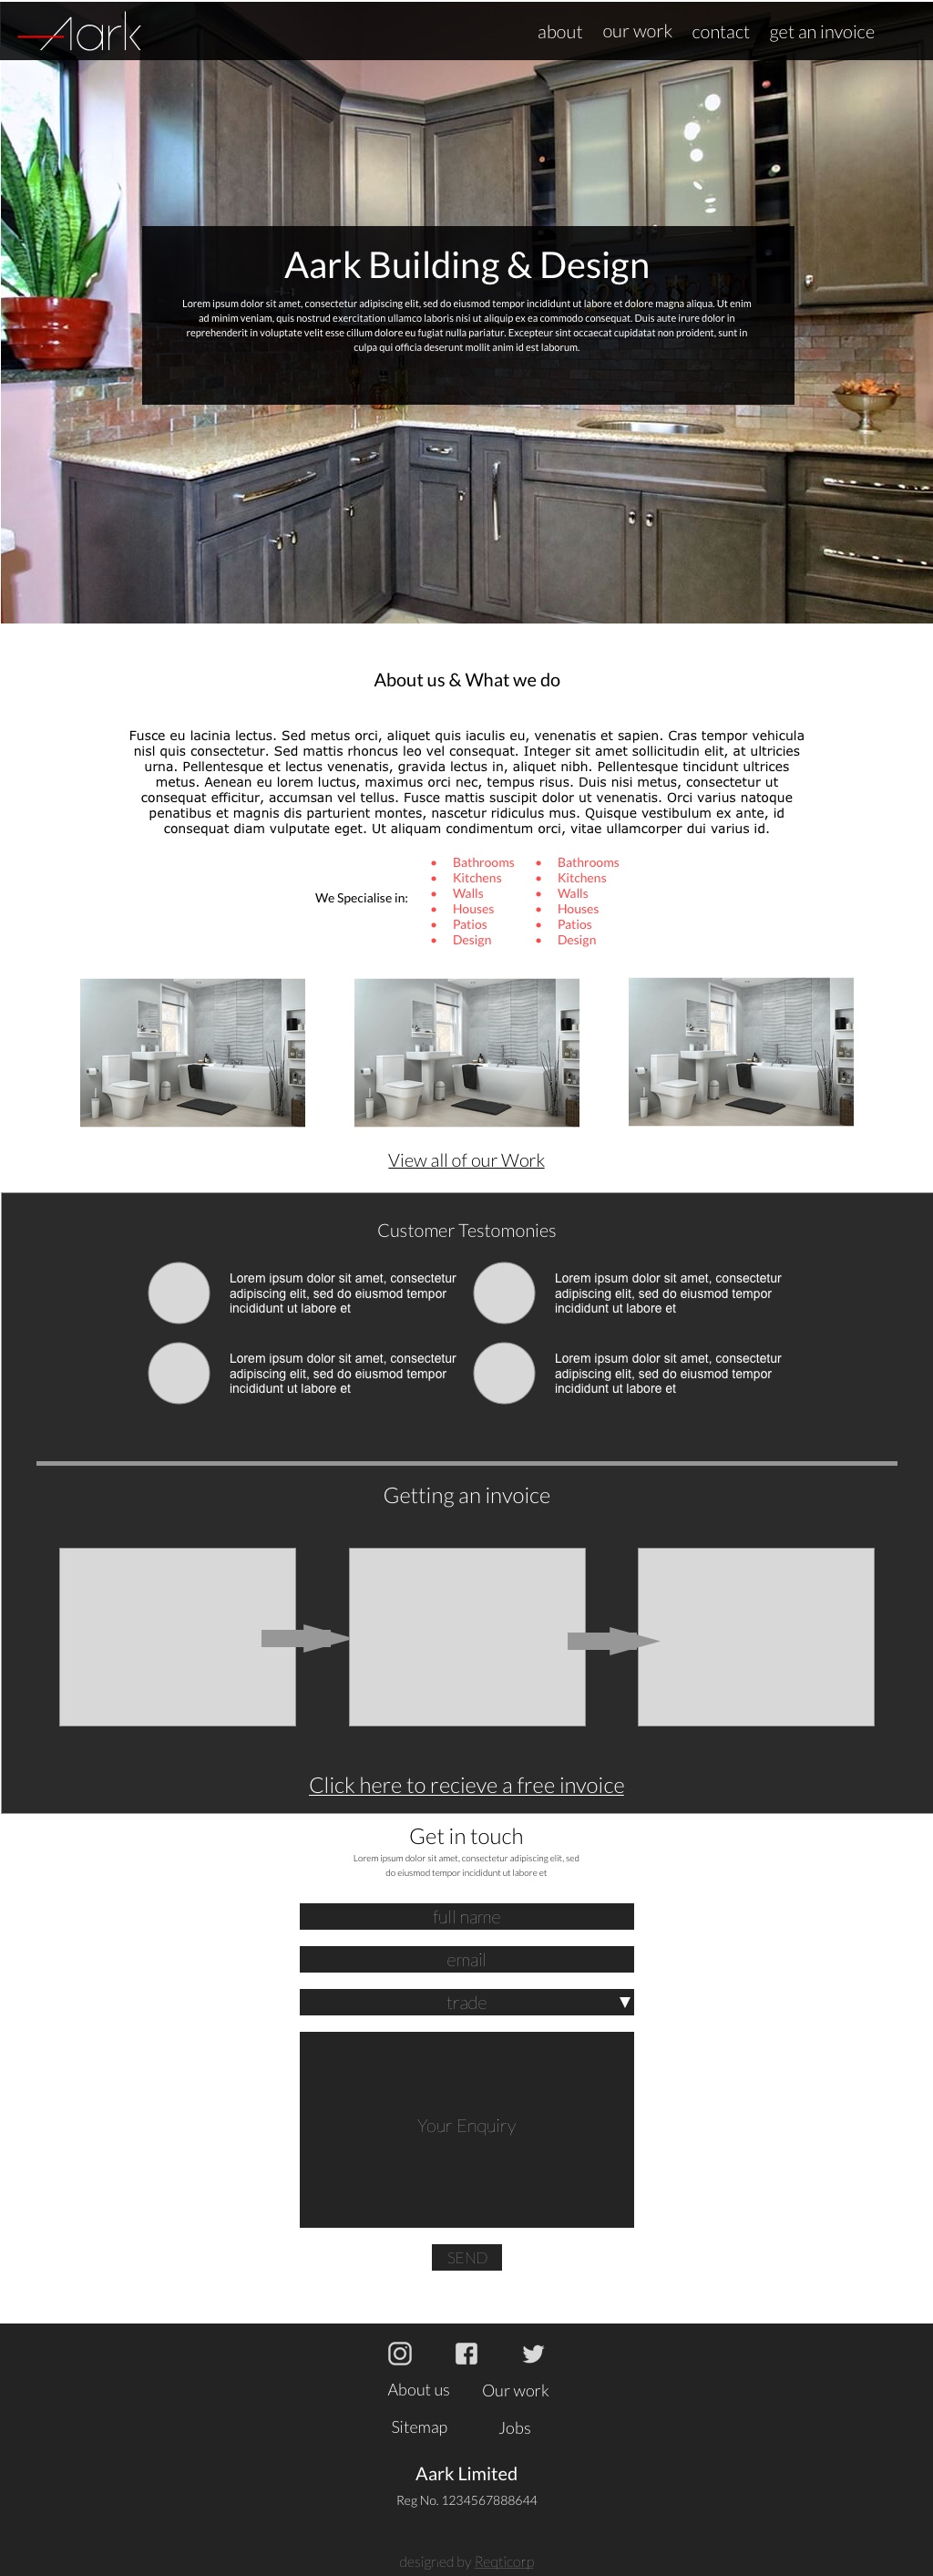 Aark
about our work contact get an invoice
Aark Building & Design
Lorem ipsum dolor sit amet, consectetur adipiscing elit, sed do eiusmod tempor incididunt ut labore et dolore magna aliqua. Ut enim
ad minim veniam, quis nostrud exercitation ullamco laboris nisi ut aliquip ex ea commodo consequat. Duis aute irure dolor in
reprehenderit in voluptate velit esse cillum dolore eu fugiat nulla pariatur. Excepteur sint occaecat cupidatat non proident, sunt in
culpa qui officia deserunt mollit anim id est laborum.
About us & What we do
Fusce eu lacinia lectus. Sed metus orci, aliquet quis iaculis eu, venenatis et sapien. Cras tempor vehicula
nisl quis consectetur. Sed mattis rhoncus leo vel consequat. Integer sit amet sollicitudin elit, at ultricies
urna. Pellentesque et lectus venenatis, gravida lectus in, aliquet nibh. Pellentesque tincidunt ultrices
metus. Aenean eu lorem luctus, maximus orci nec, tempus risus. Duis nisi metus, consectetur ut
consequat efficitur, accumsan vel tellus. Fusce mattis suscipit dolor ut venenatis. Orci varius natoque
penatibus et magnis dis parturient montes, nascetur ridiculus mus. Quisque vestibulum ex ante, id
consequat diam vulputate eget. Ut aliquam condimentum orci, vitae ullamcorper dui varius id.
We Specialise in:
• Bathrooms
• Kitchens
• Walls
• Houses
• Patios
• Design
• Bathrooms
• Kitchens
• Walls
• Houses
• Patios
• Design
View all of our Work
Customer Testomonies
Lorem ipsum dolor sit amet, consectetur
adipiscing elit, sed do eiusmod tempor
incididunt ut labore et
Lorem ipsum dolor sit amet, consectetur
adipiscing elit, sed do eiusmod tempor
incididunt ut labore et
Lorem ipsum dolor sit amet, consectetur
adipiscing elit, sed do eiusmod tempor
incididunt ut labore et
Lorem ipsum dolor sit amet, consectetur
adipiscing elit, sed do eiusmod tempor
incididunt ut labore et
Getting an invoice
Click here to recieve a free invoice
Get in touch
Lorem ipsum dolor sit amet, consectetur adipiscing elit, sed
do eiusmod tempor incididunt ut labore et
full name
email
trade
Your Enquiry
SEND
About us Our work
Sitemap Jobs
Aark Limited
Reg No. 1234567888644
designed by Reqticorp